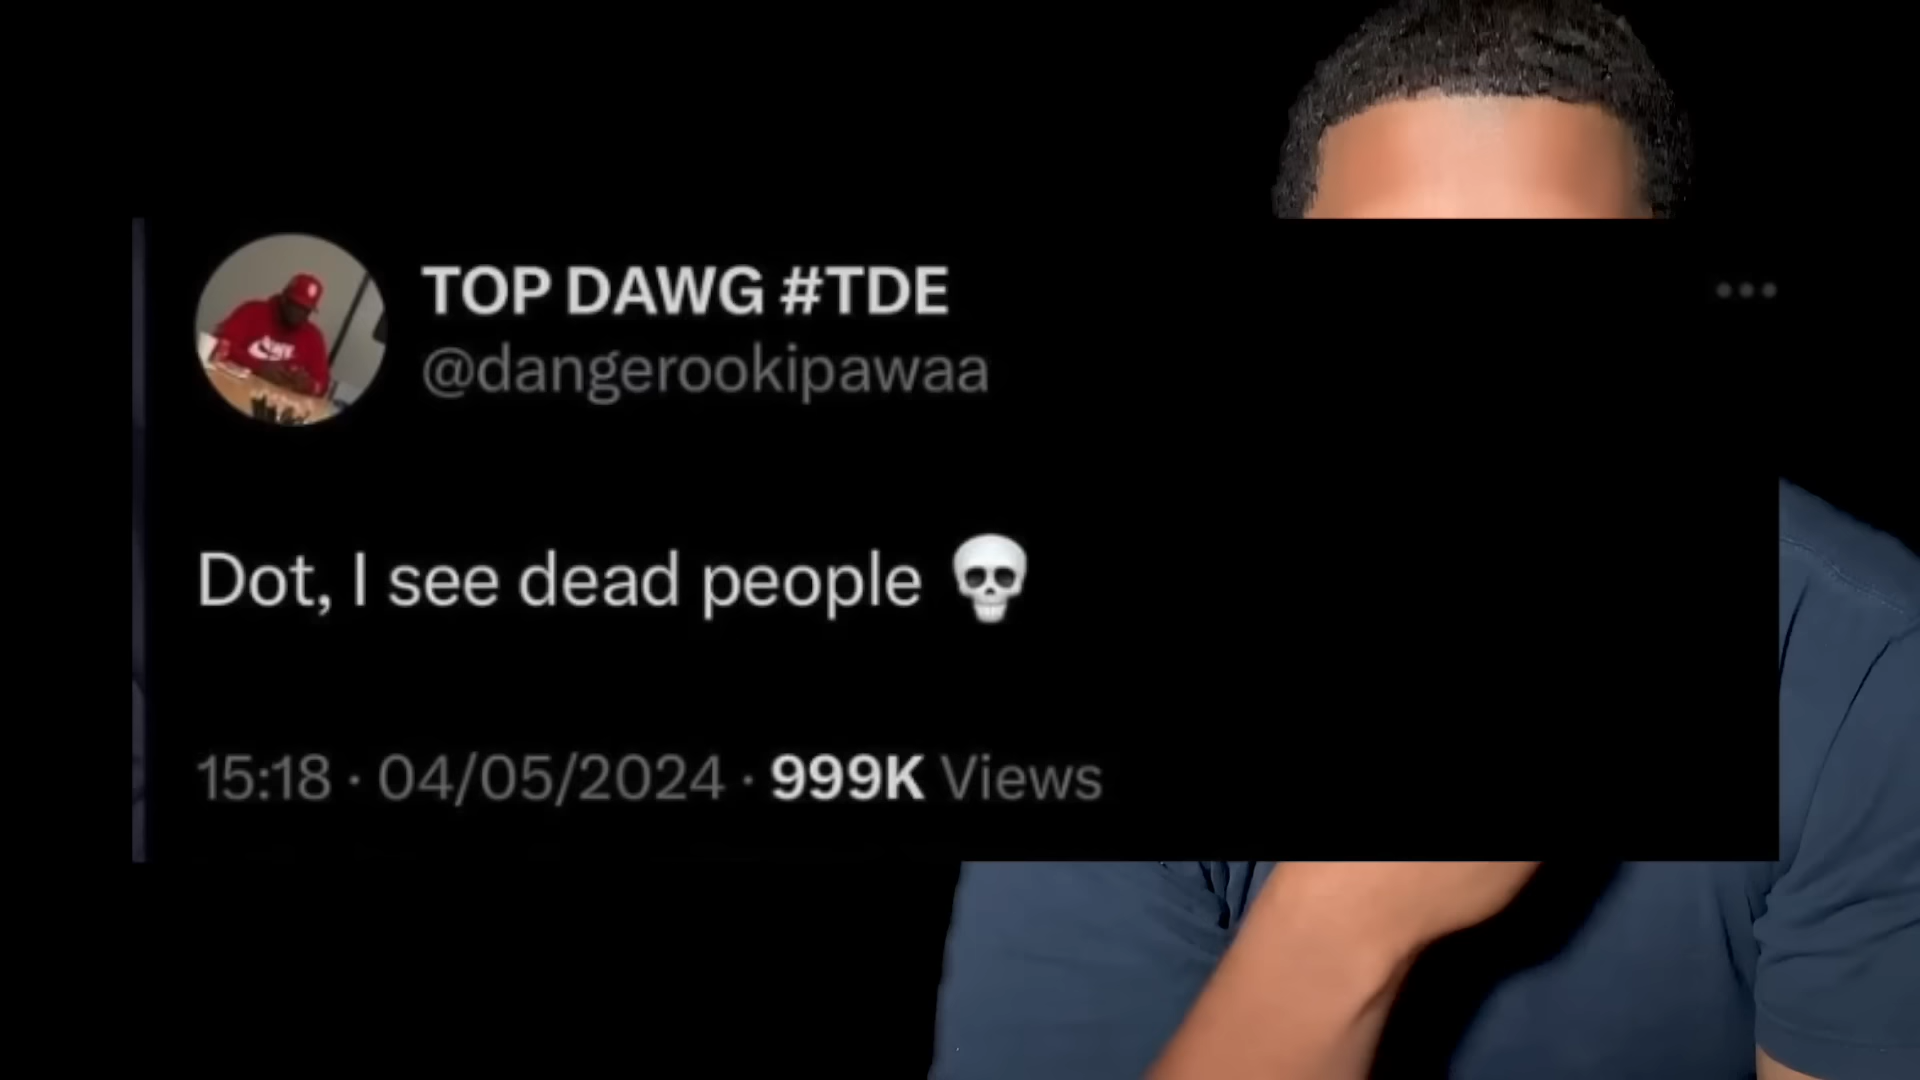 TOP DAWG #TDE
@dangerookipawaa
Dot, I see dead people 💀
15:18 · 04/05/2024 · 999K Views